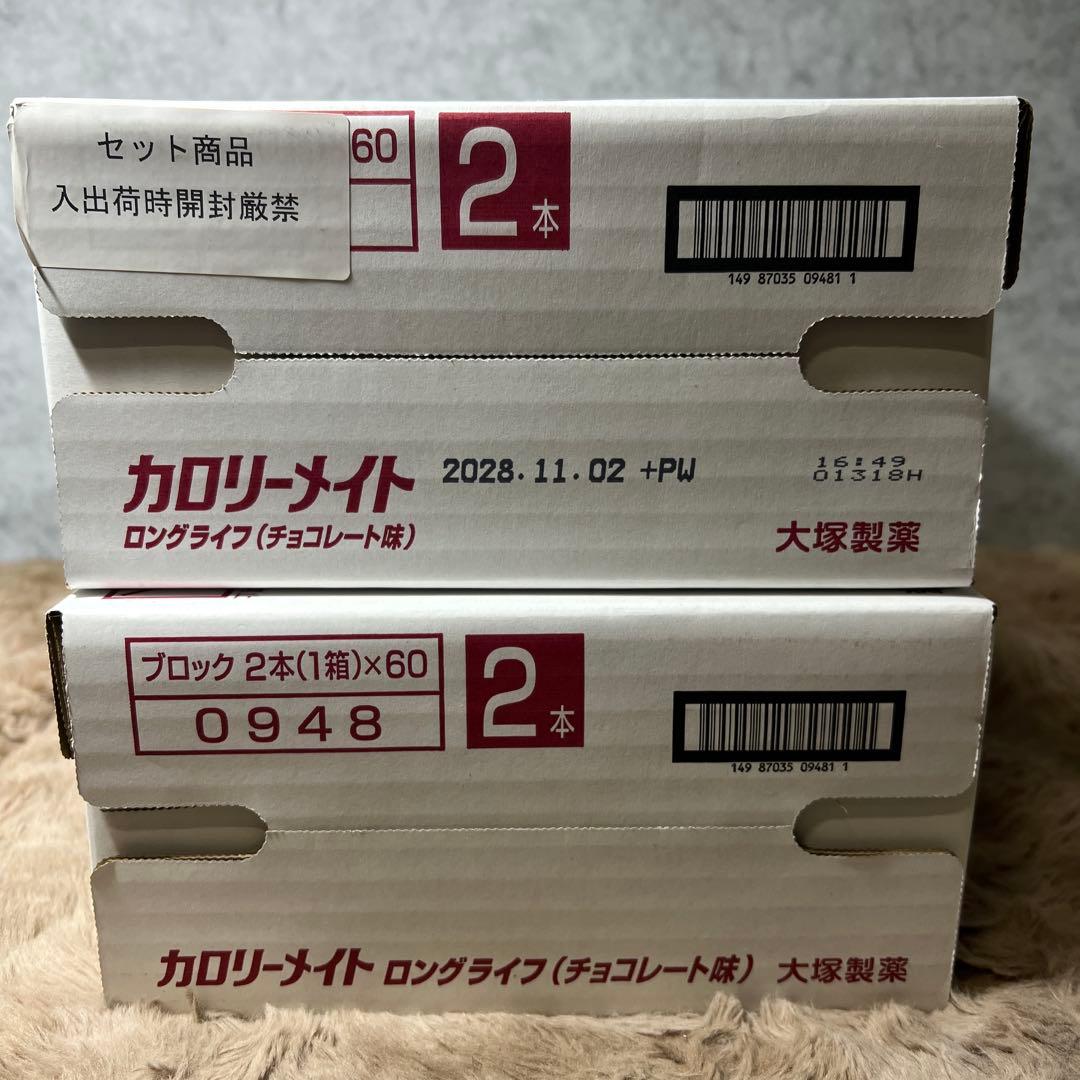 セット商品
入出荷時開封厳禁
60
2本
149 87035 09481 1
カロリーメイト
ロングライフ(チョコレート味)
2028.11.02 +PW
16:49
01318H
大塚製薬
ブロック 2本(1箱)×60
0948
2本
149 87035 09481 1
カロリーメイト ロングライフ(チョコレート味) 大塚製薬